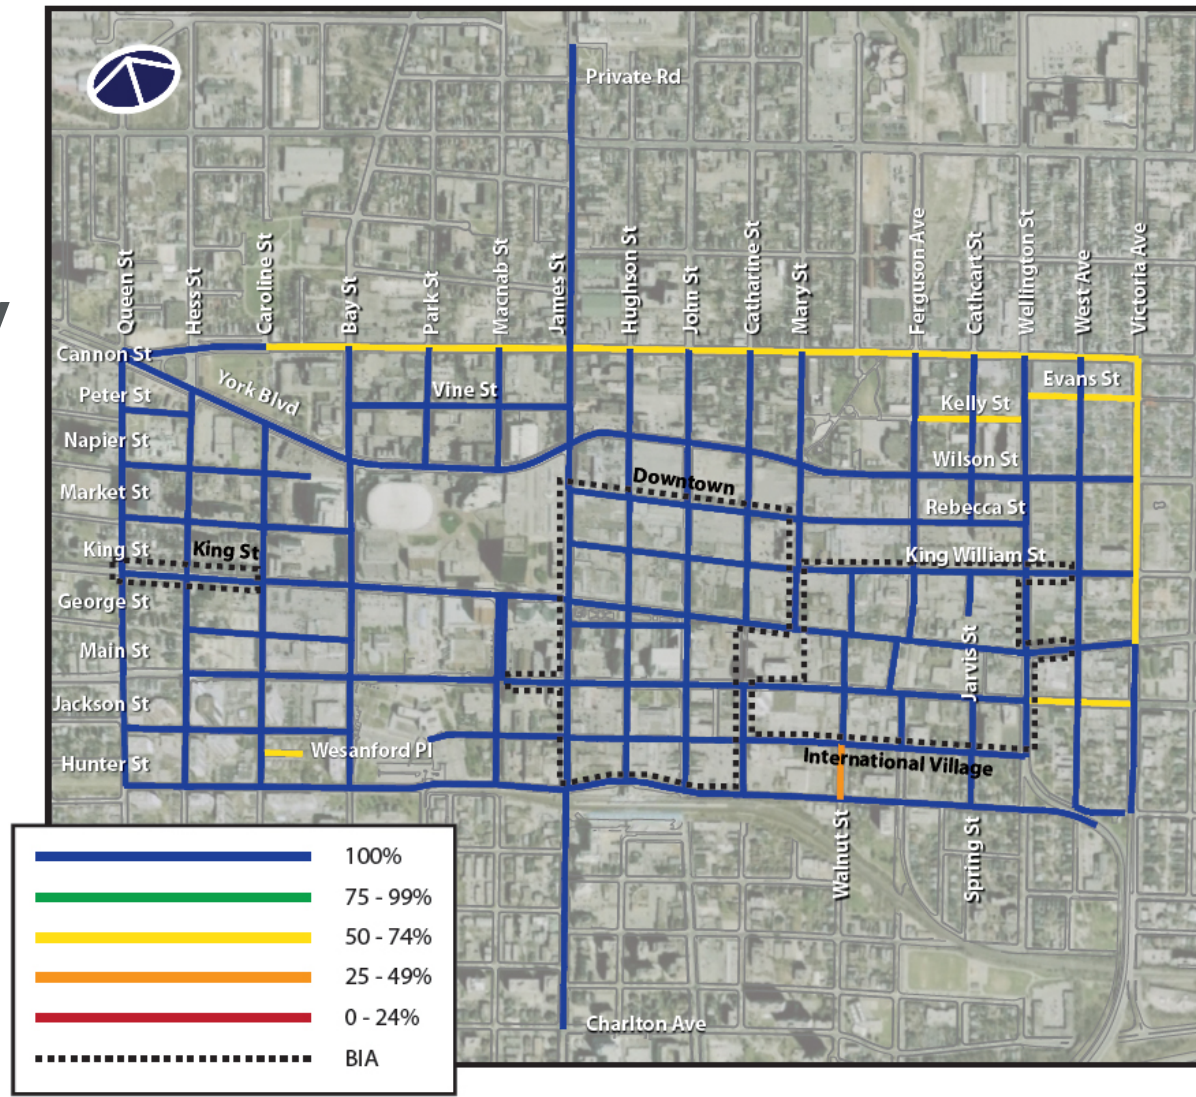 Private Rd
Queen St
Hess St
Caroline St
Bay St
Park St
Macnab St
James St
Hughson St
John St
Catharine St
Mary St
Ferguson Ave
Cathcart St
Wellington St
West Ave
Victoria Ave
Cannon St
Peter St
York Blvd
Vine St
Evans St
Kelly St
Napier St
Wilson St
Market St
Downtown
Rebecca St
King St
King St
King William St
George St
Main St
Jarvis St
Jackson St
Wesanford Pl
Hunter St
International Village
Walnut St
Spring St
Charlton Ave
100%
75 - 99%
50 - 74%
25 - 49%
0 - 24%
BIA